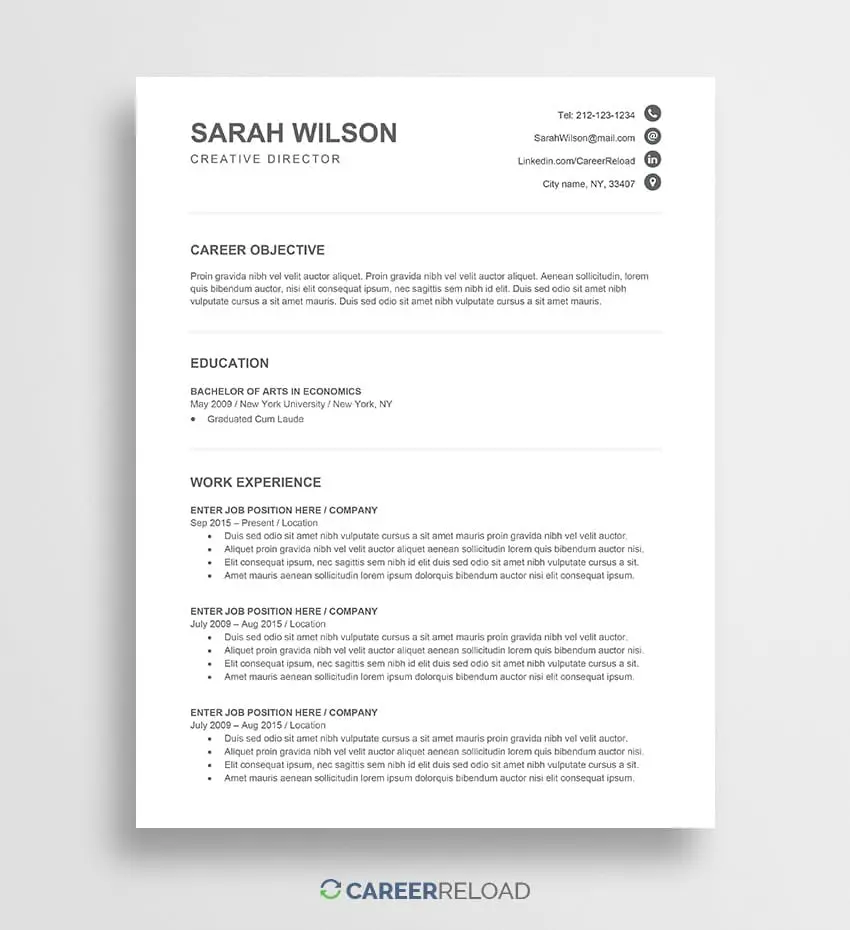 SARAH WILSON
CREATIVE DIRECTOR
Tel: 212-123-1234
SarahWilson@mail.com
Linkedin.com/CareerReload
City name, NY, 33407
CAREER OBJECTIVE
Proin gravida nibh vel velit auctor aliquet. Proin gravida nibh vel velit auctor aliquet. Aenean sollicitudin, lorem
quis bibendum auctor, nisi elit consequat ipsum, nec sagittis sem nibh id elit. Duis sed odio sit amet nibh
vulputate cursus a sit amet mauris. Duis sed odio sit amet nibh vulputate cursus a sit amet mauris.
EDUCATION
BACHELOR OF ARTS IN ECONOMICS
May 2009 / New York University / New York, NY
• Graduated Cum Laude
WORK EXPERIENCE
ENTER JOB POSITION HERE / COMPANY
Sep 2015 – Present / Location
• Duis sed odio sit amet nibh vulputate cursus a sit amet mauris proin gravida nibh vel velit auctor.
• Aliquet proin gravida nibh vel velit auctor aliquet aenean sollicitudin lorem quis bibendum auctor nisi.
• Elit consequat ipsum, nec sagittis sem nibh id elit duis sed odio sit amet nibh vulputate cursus a sit.
• Amet mauris aenean sollicitudin lorem ipsum dolorquis bibendum auctor nisi elit consequat ipsum.
ENTER JOB POSITION HERE / COMPANY
July 2009 – Aug 2015 / Location
• Duis sed odio sit amet nibh vulputate cursus a sit amet mauris proin gravida nibh vel velit auctor.
• Aliquet proin gravida nibh vel velit auctor aliquet aenean sollicitudin lorem quis bibendum auctor nisi.
• Elit consequat ipsum, nec sagittis sem nibh id elit duis sed odio sit amet nibh vulputate cursus a sit.
• Amet mauris aenean sollicitudin lorem ipsum dolorquis bibendum auctor nisi elit consequat ipsum.
ENTER JOB POSITION HERE / COMPANY
July 2009 – Aug 2015 / Location
• Duis sed odio sit amet nibh vulputate cursus a sit amet mauris proin gravida nibh vel velit auctor.
• Aliquet proin gravida nibh vel velit auctor aliquet aenean sollicitudin lorem quis bibendum auctor nisi.
• Elit consequat ipsum, nec sagittis sem nibh id elit duis sed odio sit amet nibh vulputate cursus a sit.
• Amet mauris aenean sollicitudin lorem ipsum dolorquis bibendum auctor nisi elit consequat ipsum.
CAREERRELOAD